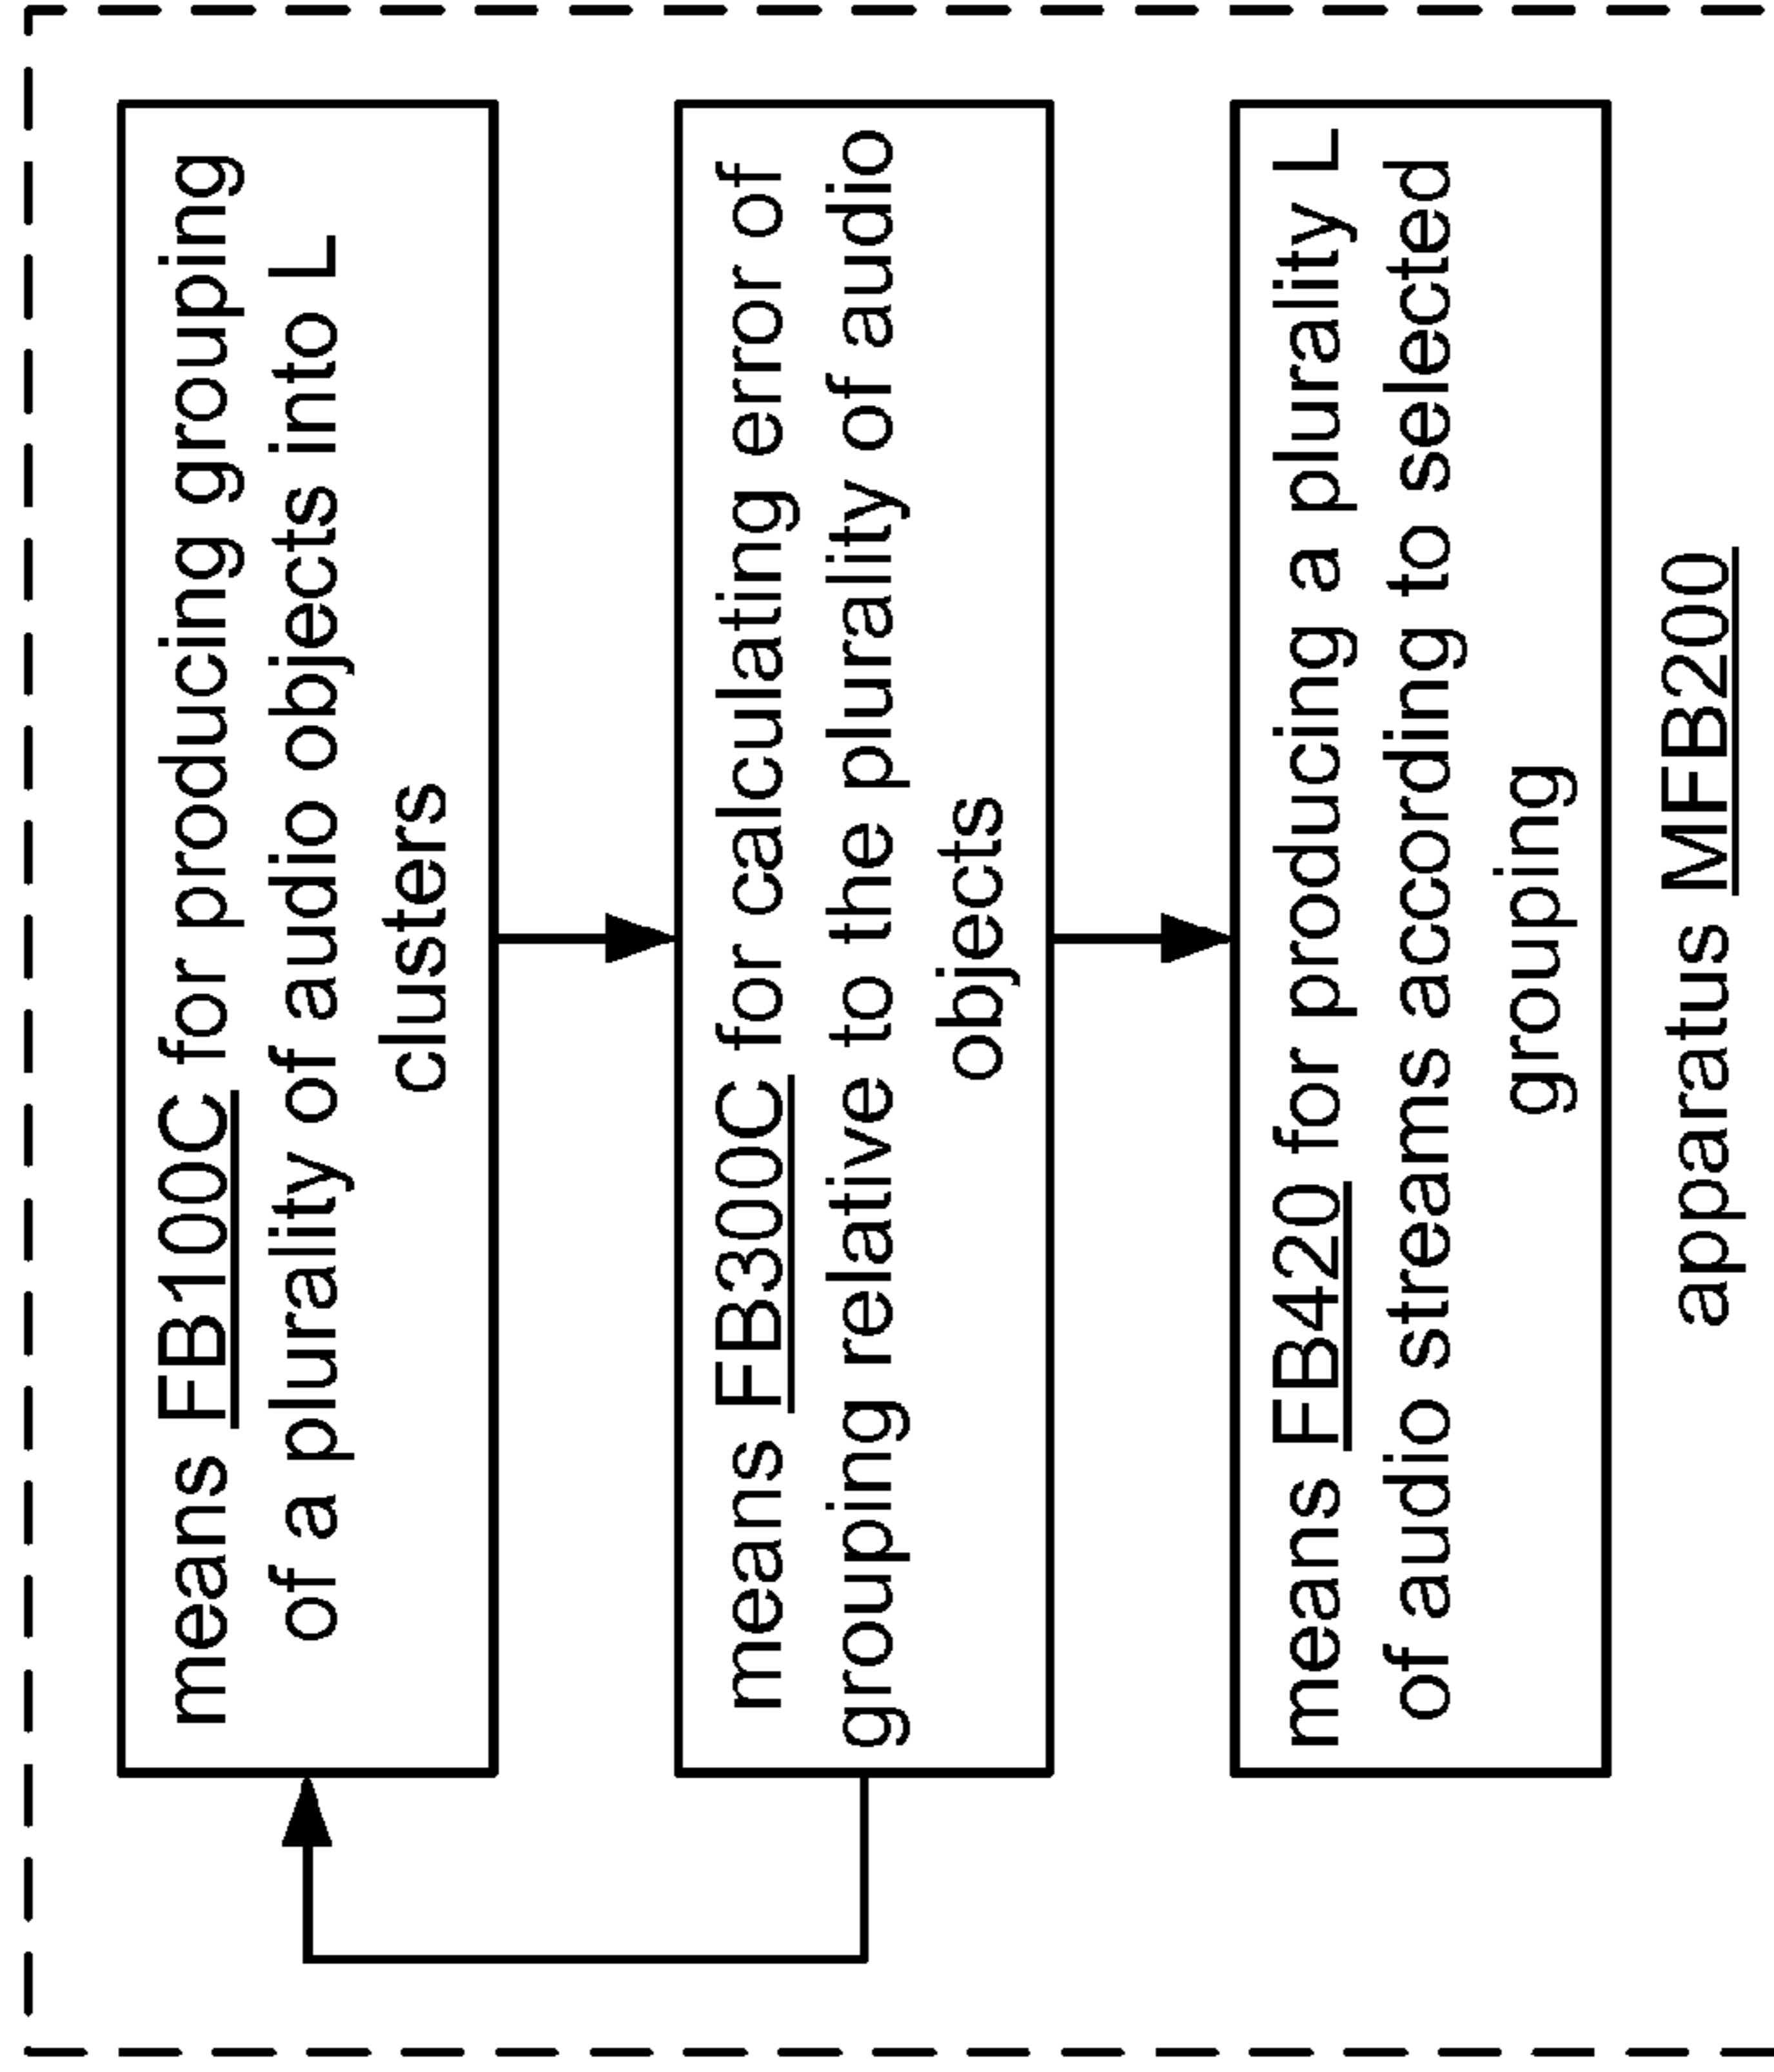 means FB100C for producing grouping
of a plurality of audio objects into L
clusters
means FB300C for calculating error of
grouping relative to the plurality of audio
objects
means FB420 for producing a plurality L
of audio streams according to selected
grouping
apparatus MFB200